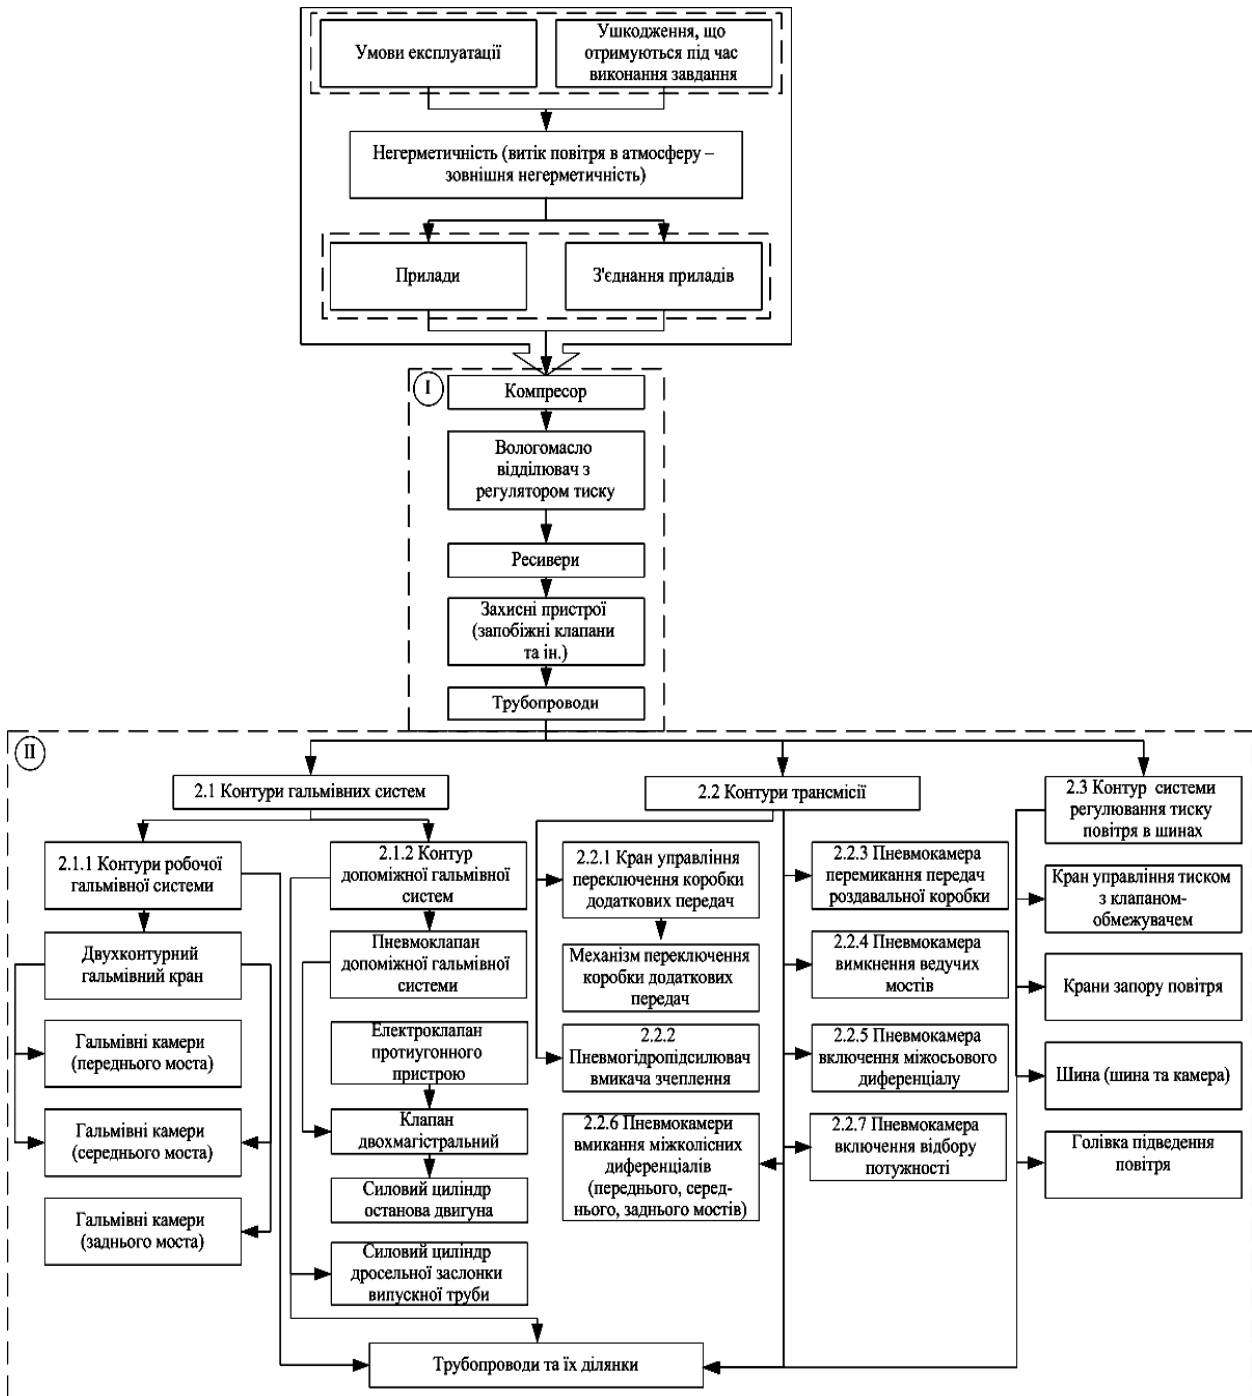 Умови експлуатації
Ушкодження, що
отримуються під час
виконання завдання
Негерметичність (витік повітря в атмосферу –
зовнішня негерметичність)
Прилади
З'єднання приладів
I
Компресор
Вологомасло
відділювач з
регулятором тиску
Ресивери
Захисні пристрої
(запобіжні клапани
та ін.)
Трубопроводи
II
2.1 Контури гальмівних систем
2.2 Контури трансмісії
2.3 Контур системи
регулювання тиску
повітря в шинах
2.1.1 Контури робочої
гальмівної системи
Двухконтурний
гальмівний кран
Гальмівні камери
(переднього моста)
Гальмівні камери
(середнього моста)
Гальмівні камери
(заднього моста)
2.1.2 Контур
допоміжної гальмівної
систем
Пневмоклапан
допоміжної гальмівної
системи
Електроклапан
протиугонного
пристрою
Клапан
двохмагістральний
Силовий циліндр
останова двигуна
Силовий циліндр
дросельної заслонки
випускної труби
2.2.1 Кран управління
переключення коробки
додаткових передач
Механізм переключення
коробки додаткових
передач
2.2.2
Пневмогідропідсилювач
вмикача зчеплення
2.2.6 Пневмокамери
вмикання міжколісних
диференціалів
(переднього, серед-
нього, заднього мостів)
2.2.3 Пневмокамера
перемикання передач
роздавальної коробки
2.2.4 Пневмокамера
вимкнення ведучих
мостів
2.2.5 Пневмокамера
включення міжосьового
диференціалу
2.2.7 Пневмокамера
включення відбору
потужності
Кран управління тиском
з клапаном-
обмежувачем
Крани запору повітря
Шина (шина та камера)
Голівка підведення
повітря
Трубопроводи та їх ділянки